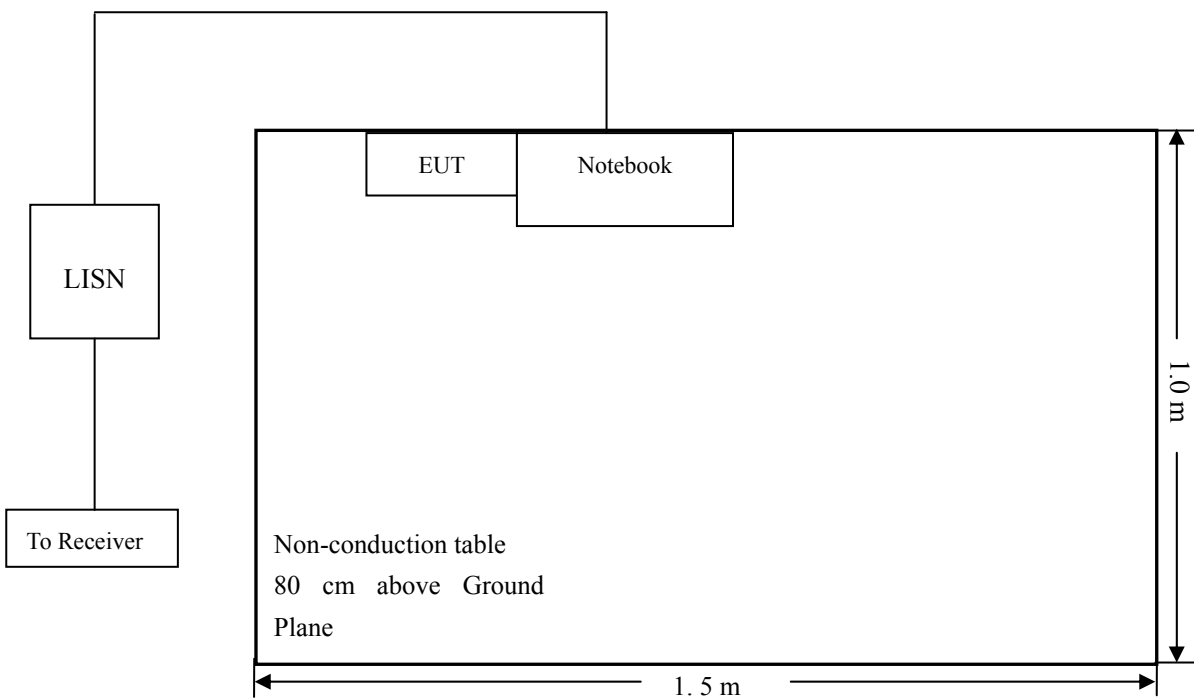 EUT
Notebook
LISN
1.0 m
To Receiver
Non-conduction table
80 cm above Ground
Plane
1. 5 m